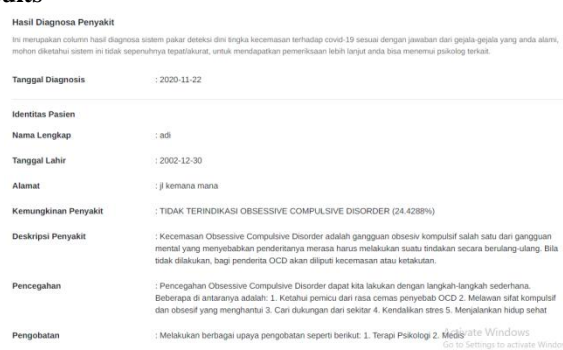 Hasil Diagnosa Penyakit
Ini merupakan column hasil diagnosa sistem pakar deteksi dini tingka kecemasan terhadap covid-19 sesuai dengan jawaban dari gejala-gejala yang anda alami,
mohon diketahui sistem ini tidak sepenuhnya tepat/akurat, untuk mendapatkan pemeriksaan lebih lanjut anda bisa menemui psikolog terkait.
Tanggal Diagnosis : 2020-11-22
Identitas Pasien
Nama Lengkap : adi
Tanggal Lahir : 2002-12-30
Alamat : jl kemana mana
Kemungkinan Penyakit : TIDAK TERINDIKASI OBSESSIVE COMPULSIVE DISORDER (24.4288%)
Deskripsi Penyakit : Kecemasan Obsessive Compulsive Disorder adalah gangguan obsesiv kompulsif salah satu dari gangguan
mental yang menyebabkan penderitanya merasa harus melakukan suatu tindakan secara berulang-ulang. Bila
tidak dilakukan, bagi penderita OCD akan diliputi kecemasan atau ketakutan.
Pencegahan : Pencegahan Obsessive Compulsive Disorder dapat kita lakukan dengan langkah-langkah sederhana.
Beberapa di antaranya adalah: 1. Ketahui pemicu dari rasa cemas penyebab OCD 2. Melawan sifat kompulsif
dan obsesif yang menghantui 3. Cari dukungan dari sekitar 4. Kendalikan stres 5. Menjalankan hidup sehat
Pengobatan : Melakukan berbagai upaya pengobatan seperti berikut: 1. Terapi Psikologi 2. Medis
Activate Windows
Go to Settings to activate Windows